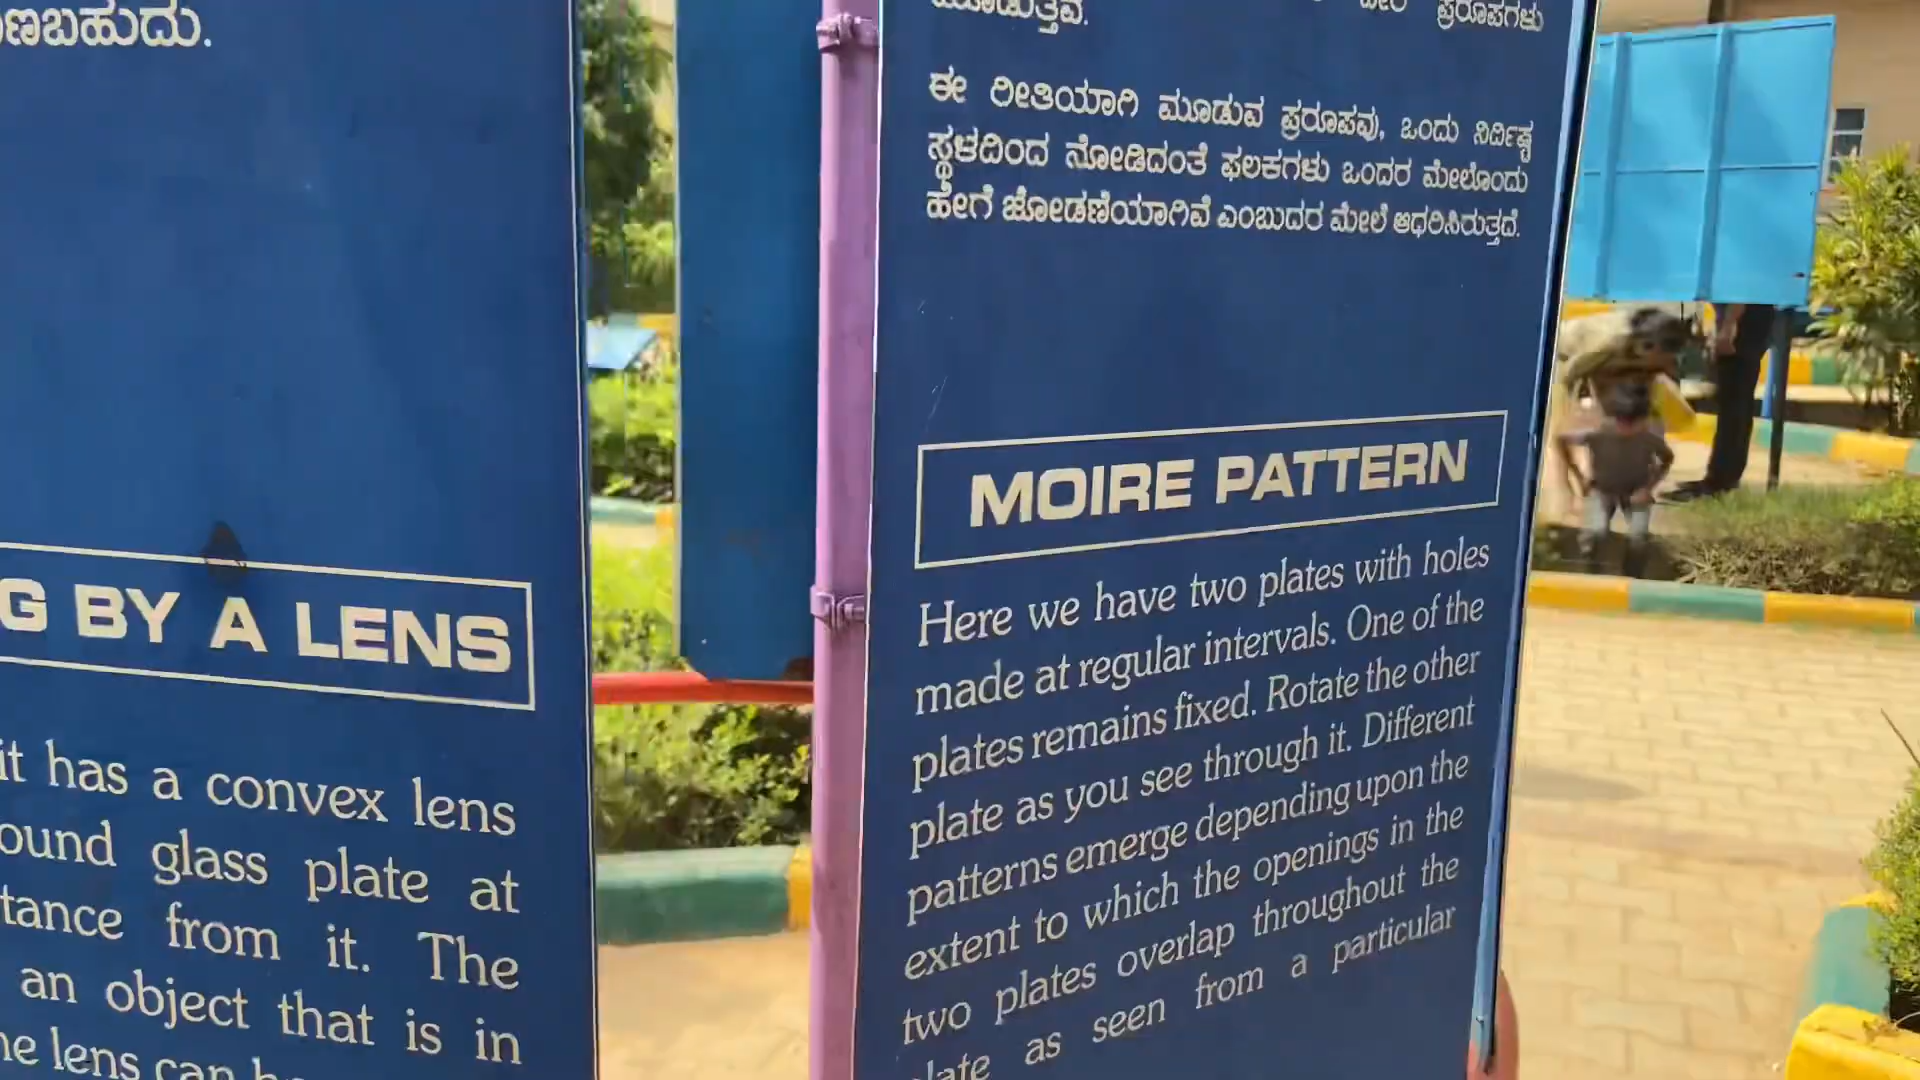 ಪ್ರರೂಪಗಳು
ಈ ರೀತಿಯಾಗಿ ಮೂಡುವ ಪ್ರರೂಪವು, ಒಂದು ನಿರ್ದಿಷ್ಟ
ಸ್ಥಳದಿಂದ ನೋಡಿದಂತೆ ಫಲಕಗಳು ಒಂದರ ಮೇಲೊಂದು
ಹೇಗೆ ಜೋಡಣೆಯಾಗಿವೆ ಎಂಬುದರ ಮೇಲೆ ಆಧರಿಸಿರುತ್ತದೆ.
BY A LENS
it has a convex lens
glass plate at
from it. The
an object that is in
lens can
MOIRE PATTERN
Here we have two plates with holes
made at regular intervals. One of the
plates remains fixed. Rotate the other
plate as you see through it. Different
patterns emerge depending upon the
extent to which the openings in the
two plates overlap throughout the
as seen from a particular